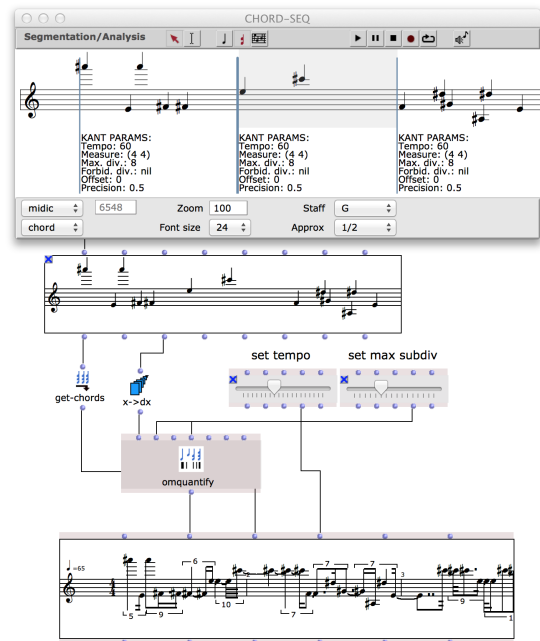 CHORD-SEQ
Segmentation/Analysis
KANT PARAMS: KANT PARAMS: KANT PARAMS:
Tempo: 60 Tempo: 60 Tempo: 60
Measure: (4 4) Measure: (4 4) Measure: (4 4)
Max. div.: 8 Max. div.: 8 Max. div.: 8
Forbid. div.: nil Forbid. div.: nil Forbid. div.: nil
Offset: 0 Offset: 0 Offset: 0
Precision: 0.5 Precision: 0.5 Precision: 0.5
midic 6548 Zoom 100 Staff G
chord Font size 24 Approx 1/2
set tempo set max subdiv
get-chords x->dx
omquantify
=65 6 7 7 3
4
4
5 9 10 7 9 1